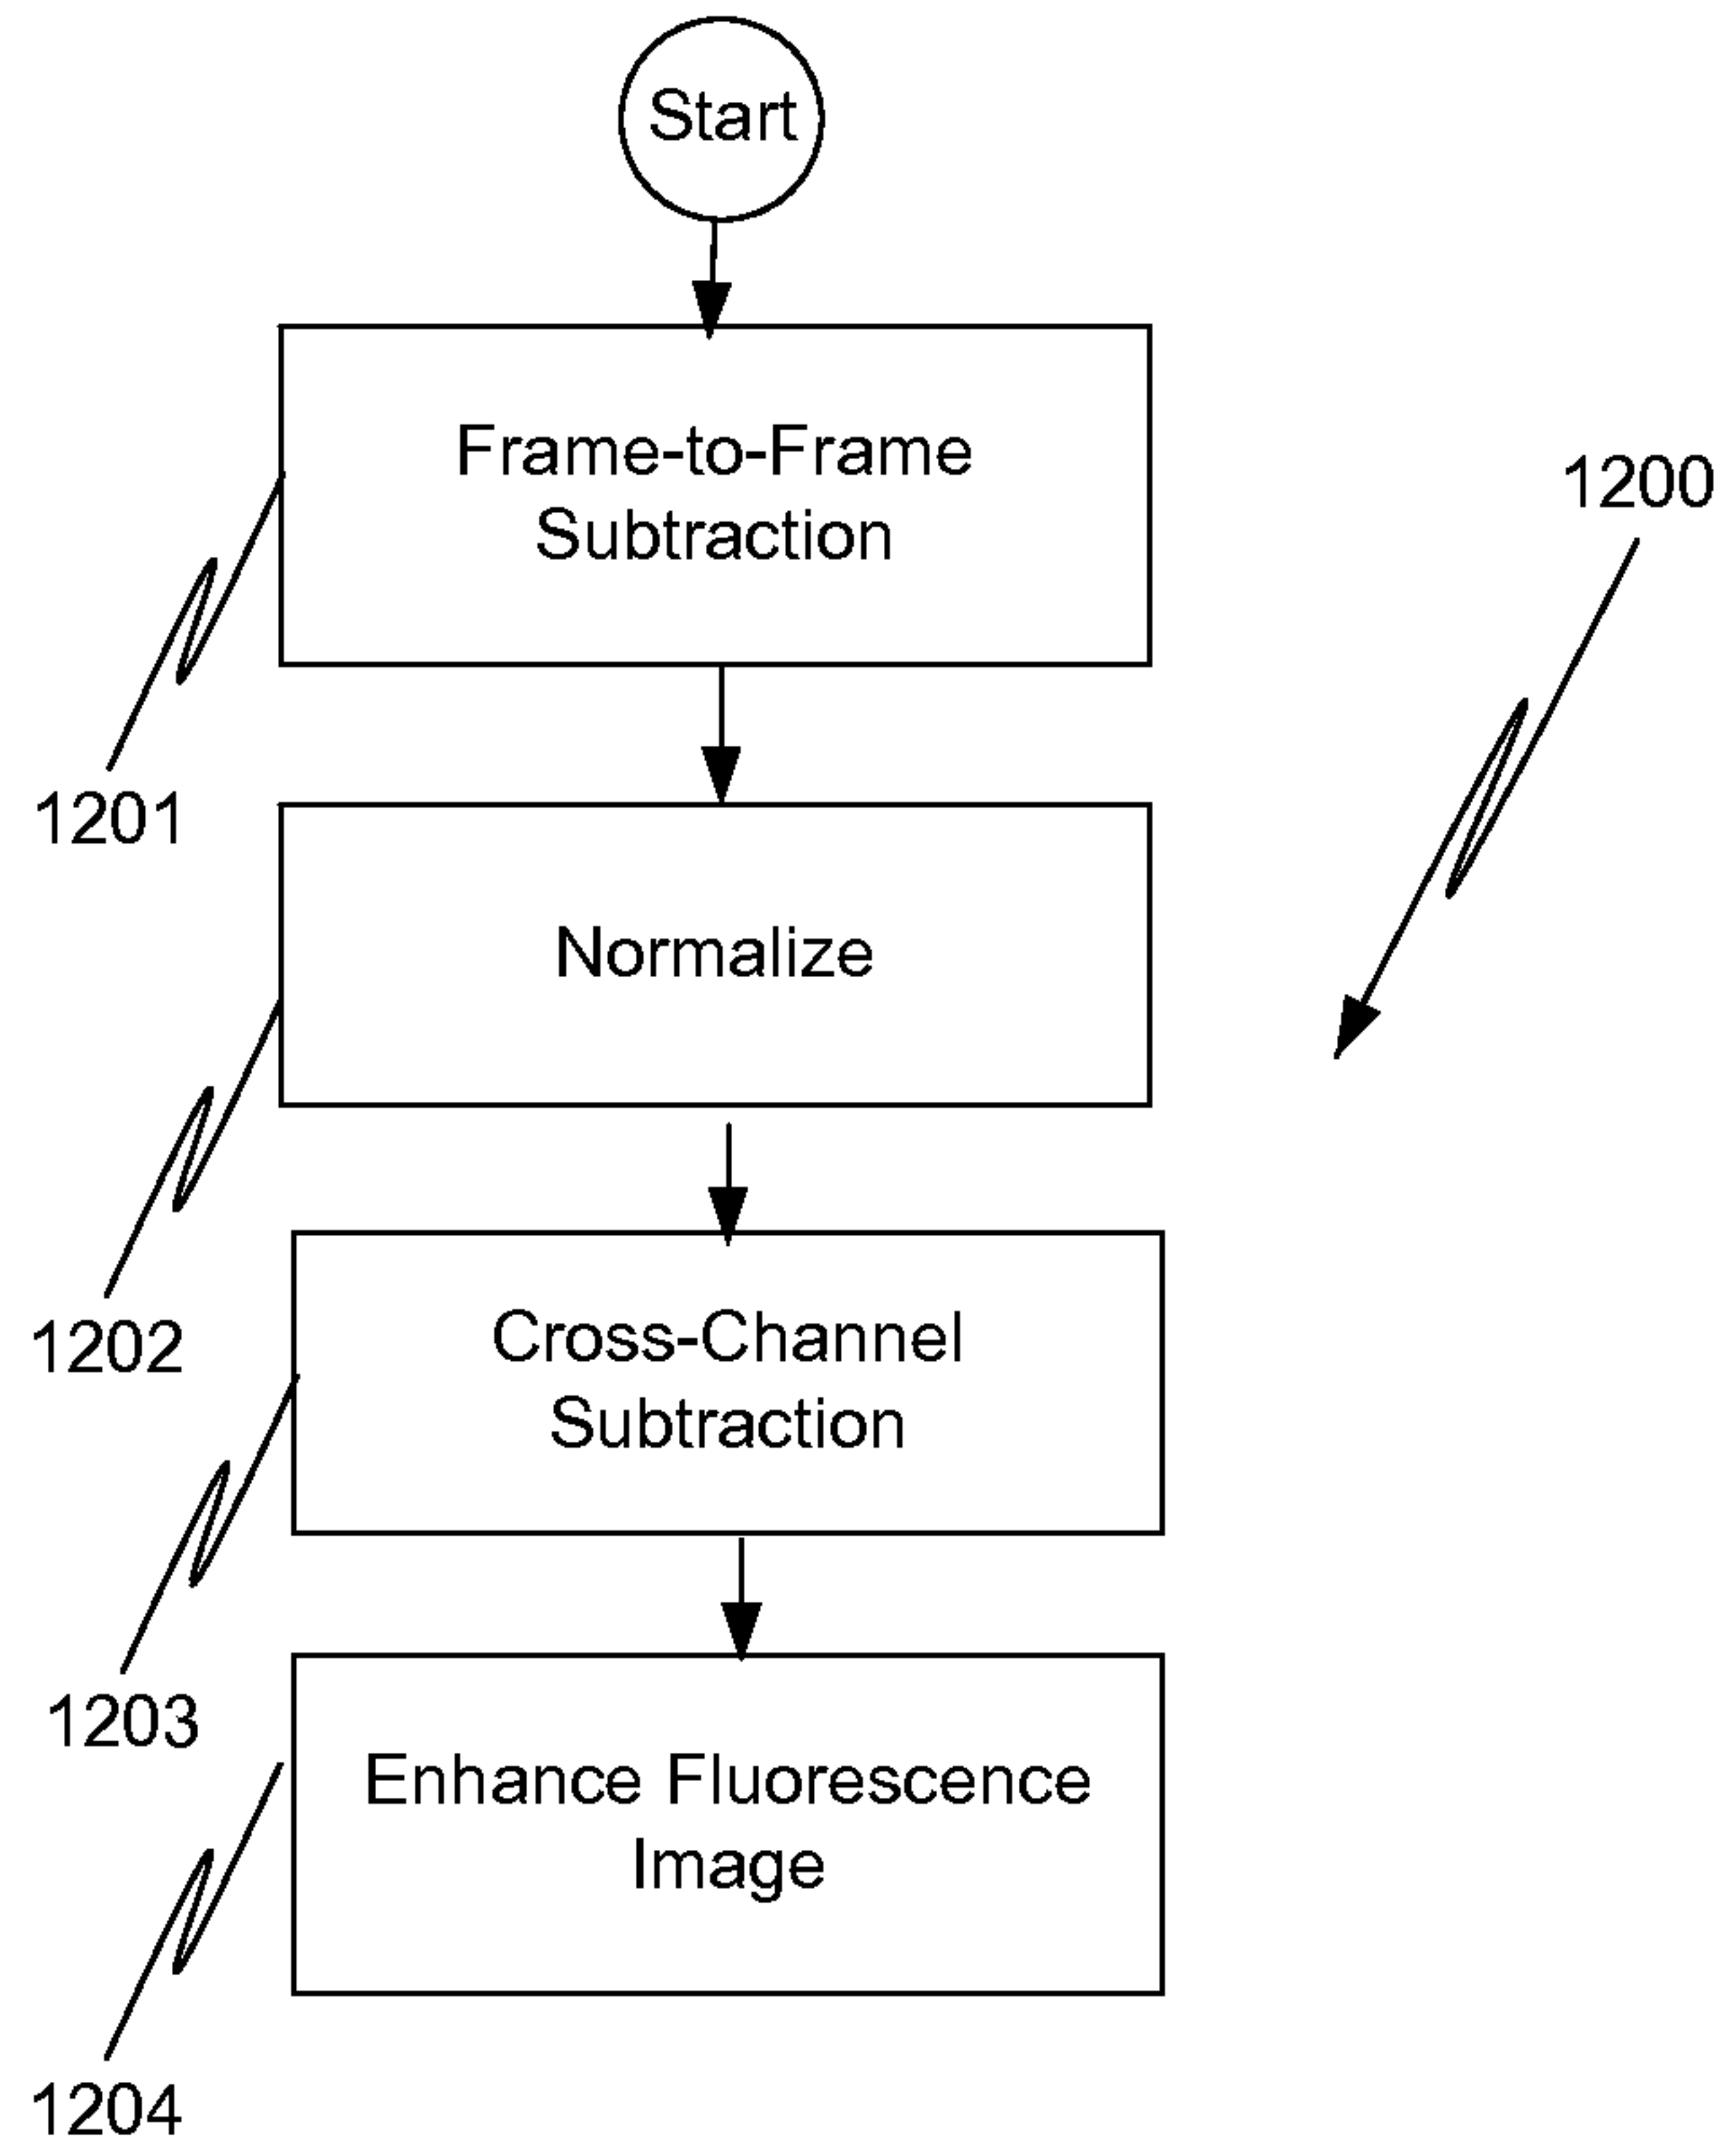 Start
Frame-to-Frame
Subtraction
1200
1201
Normalize
1202
Cross-Channel
Subtraction
1203
Enhance Fluorescence
Image
1204